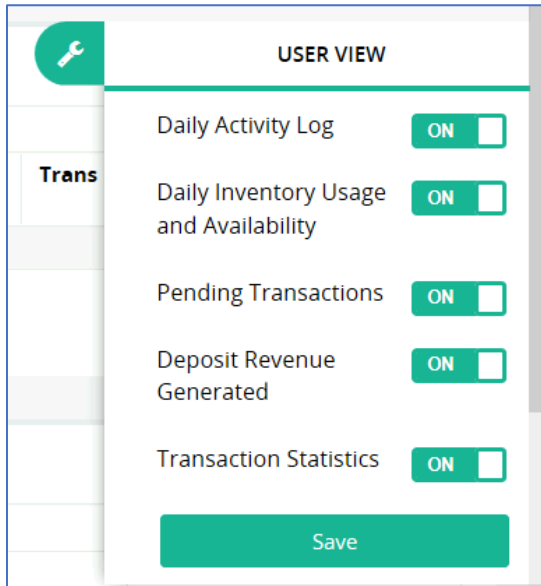 USER VIEW
Daily Activity Log
ON
Trans
Daily Inventory Usage
and Availability
ON
Pending Transactions
ON
Deposit Revenue
Generated
ON
Transaction Statistics
ON
Save